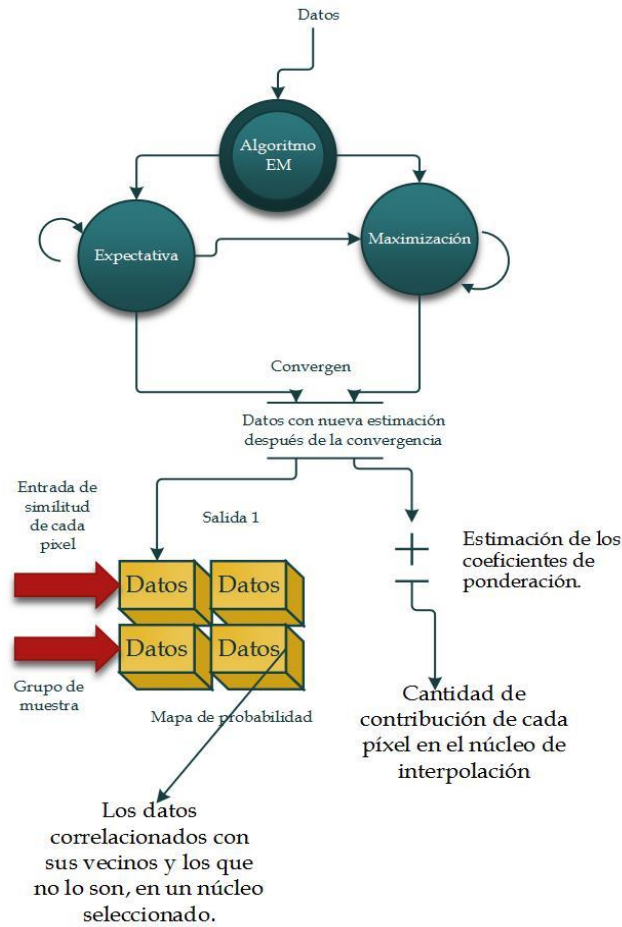 Datos
Algoritmo
EM
Expectativa
Maximización
Convergen
Datos con nueva estimación
después de la convergencia
Entrada de
similitud
de cada
pixel
Salida 1
Estimación de los
coeficientes de
ponderación.
Datos
Datos
Datos
Datos
Grupo de
muestra
Mapa de probabilidad
Cantidad de
contribución de cada
píxel en el núcleo de
interpolación
Los datos
correlacionados con
sus vecinos y los que
no lo son, en un núcleo
seleccionado.